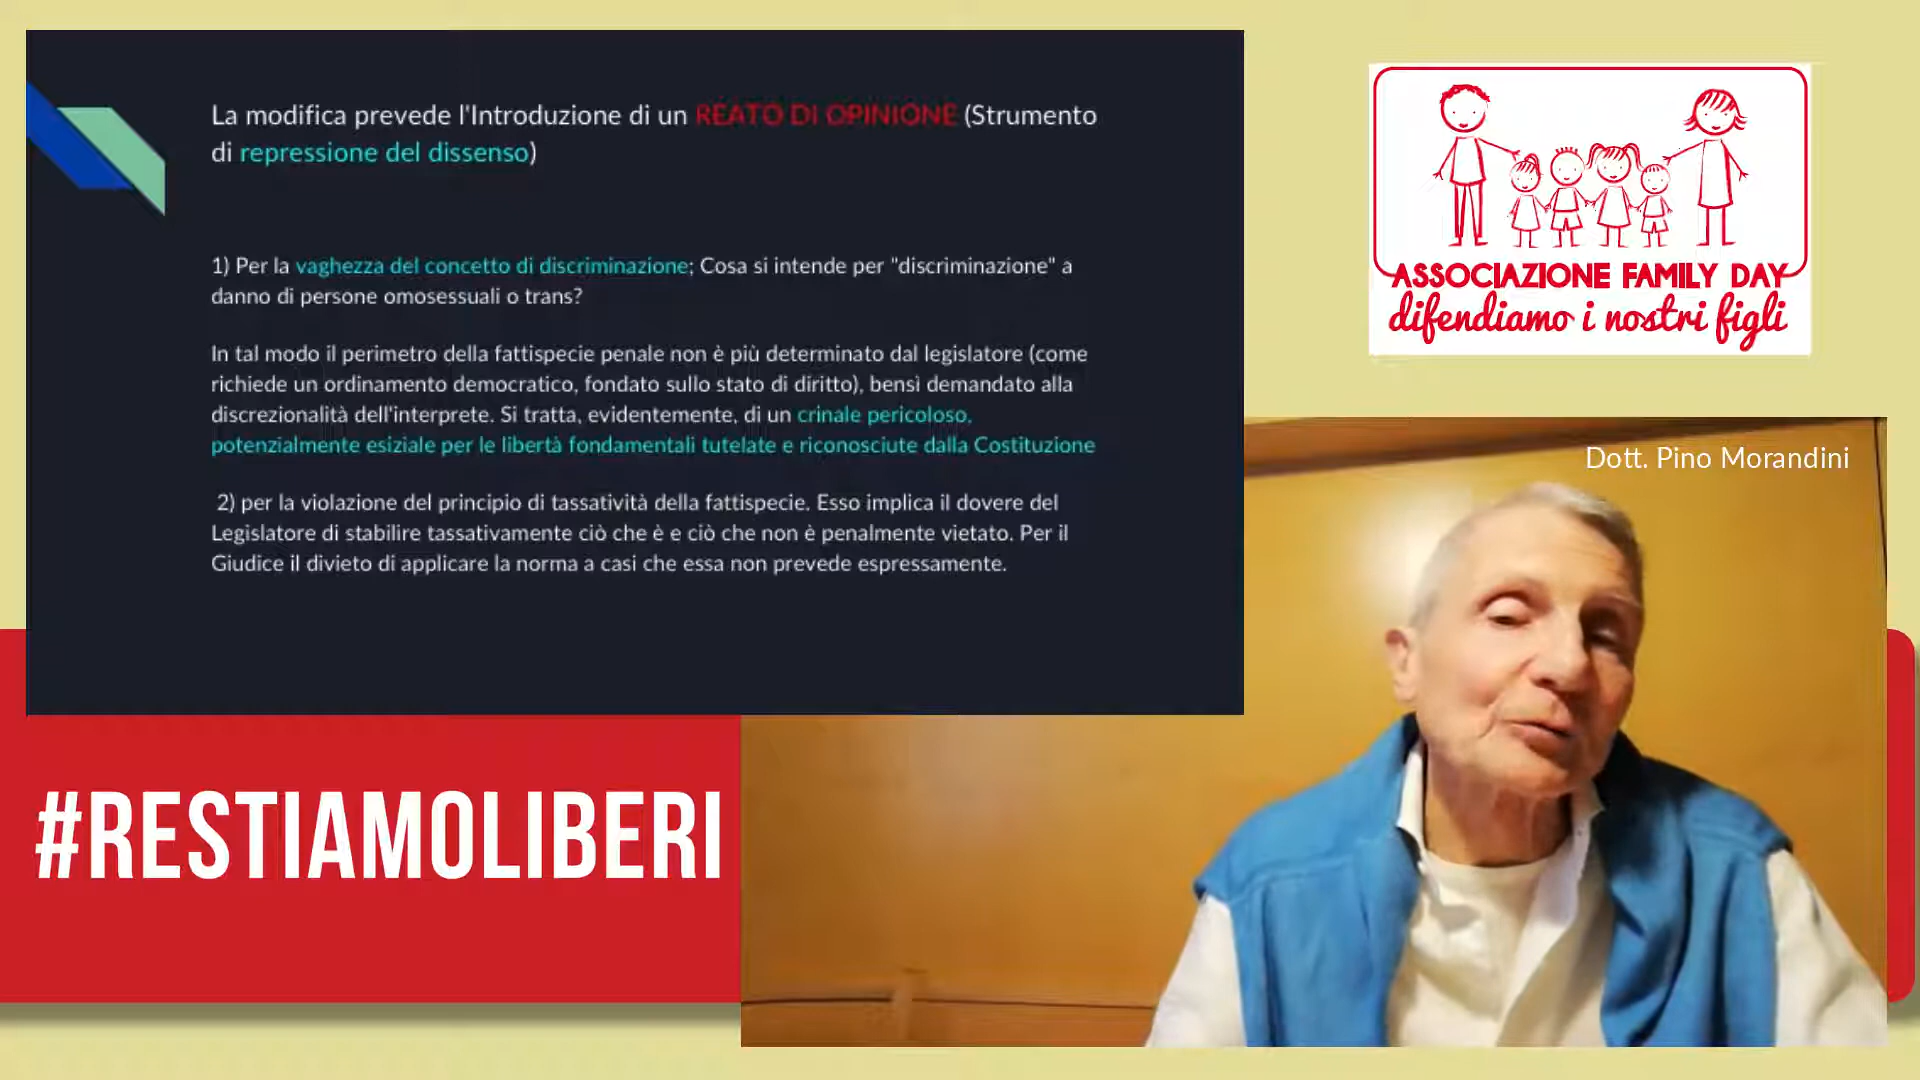 La modifica prevede l'Introduzione di un REATO DI OPINIONE (Strumento
di repressione del dissenso)
1) Per la vaghezza del concetto di discriminazione; Cosa si intende per "discriminazione" a
danno di persone omosessuali o trans?
In tal modo il perimetro della fattispecie penale non è più determinato dal legislatore (come
richiede un ordinamento democratico, fondato sullo stato di diritto), bensì demandato alla
discrezionalità dell'interprete. Si tratta, evidentemente, di un crinale pericoloso,
potenzialmente esiziale per le libertà fondamentali tutelate e riconosciute dalla Costituzione
2) per la violazione del principio di tassatività della fattispecie. Esso implica il dovere del
Legislatore di stabilire tassativamente ciò che è e ciò che non è penalmente vietato. Per il
Giudice il divieto di applicare la norma a casi che essa non prevede espressamente.
ASSOCIAZIONE FAMILY DAY
difendiamo i nostri figli
Dott. Pino Morandini
#RESTIAMOLIBERI